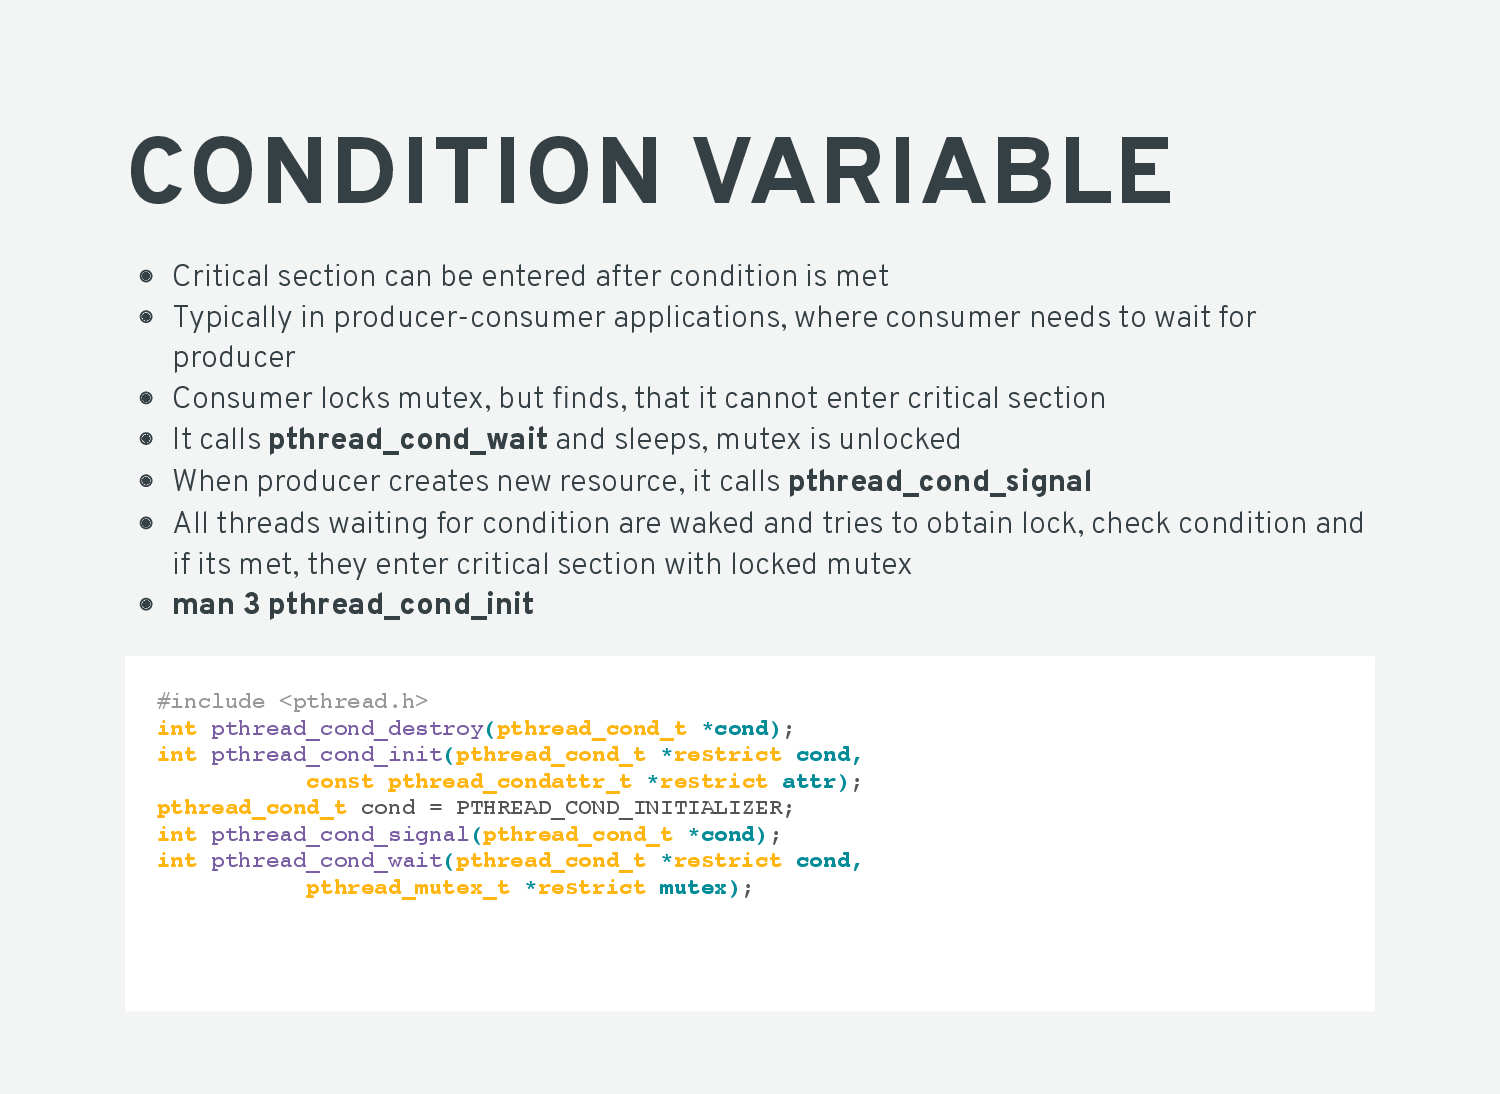 CONDITION VARIABLE
◉ Critical section can be entered after condition is met
◉ Typically in producer-consumer applications, where consumer needs to wait for
producer
◉ Consumer locks mutex, but finds, that it cannot enter critical section
◉ It calls pthread_cond_wait and sleeps, mutex is unlocked
◉ When producer creates new resource, it calls pthread_cond_signal
◉ All threads waiting for condition are waked and tries to obtain lock, check condition and
if its met, they enter critical section with locked mutex
◉ man 3 pthread_cond_init
#include <pthread.h>
int pthread_cond_destroy(pthread_cond_t *cond);
int pthread_cond_init(pthread_cond_t *restrict cond,
           const pthread_condattr_t *restrict attr);
pthread_cond_t cond = PTHREAD_COND_INITIALIZER;
int pthread_cond_signal(pthread_cond_t *cond);
int pthread_cond_wait(pthread_cond_t *restrict cond,
           pthread_mutex_t *restrict mutex);